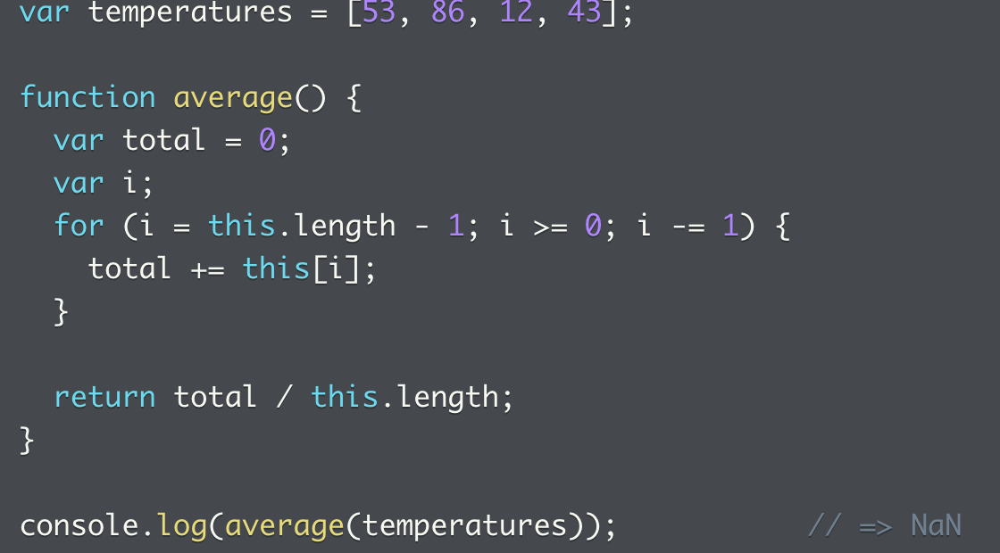 var temperatures = [53, 86, 12, 43];
function average() {
  var total = 0;
  var i;
  for (i = this.length - 1; i >= 0; i -= 1) {
    total += this[i];
  }
  return total / this.length;
}
console.log(average(temperatures));           // => NaN